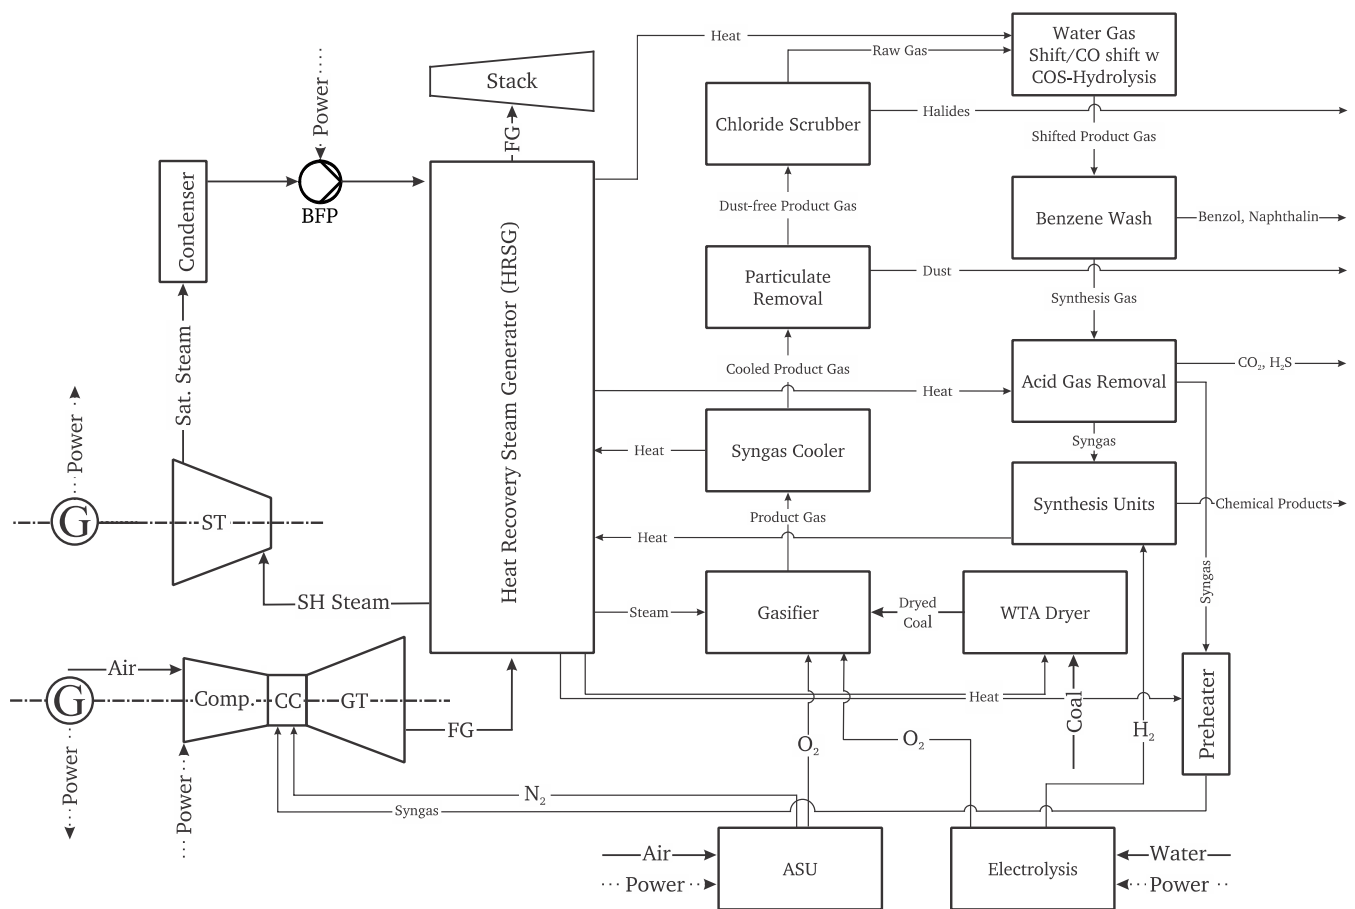 Heat
Raw Gas
Water Gas
Shift/CO shift w
COS-Hydrolysis
Stack
Power
FG
Chloride Scrubber
Halides
Shifted Product Gas
Condenser
BFP
Dust-free Product Gas
Benzene Wash
Benzol, Naphthalin
Heat Recovery Steam Generator (HRSG)
Particulate
Removal
Dust
Synthesis Gas
Sat. Steam
Cooled Product Gas
Heat
Acid Gas Removal
CO2, H2S
Power
Heat
Syngas Cooler
Syngas
G
ST
Product Gas
Synthesis Units
Chemical Products
Heat
SH Steam
Steam
Gasifier
Dryed
Coal
WTA Dryer
Syngas
Air
G
Comp.
CC
GT
FG
Heat
Coal
H2
Preheater
O2
O2
Power
Power
N2
Syngas
Air
Power
ASU
Electrolysis
Water
Power